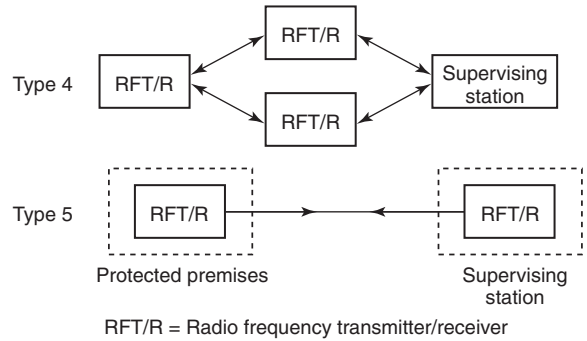 RFT/R
Type 4
RFT/R
Supervising
station
RFT/R
Type 5
RFT/R
RFT/R
Protected premises
Supervising
station
RFT/R = Radio frequency transmitter/receiver